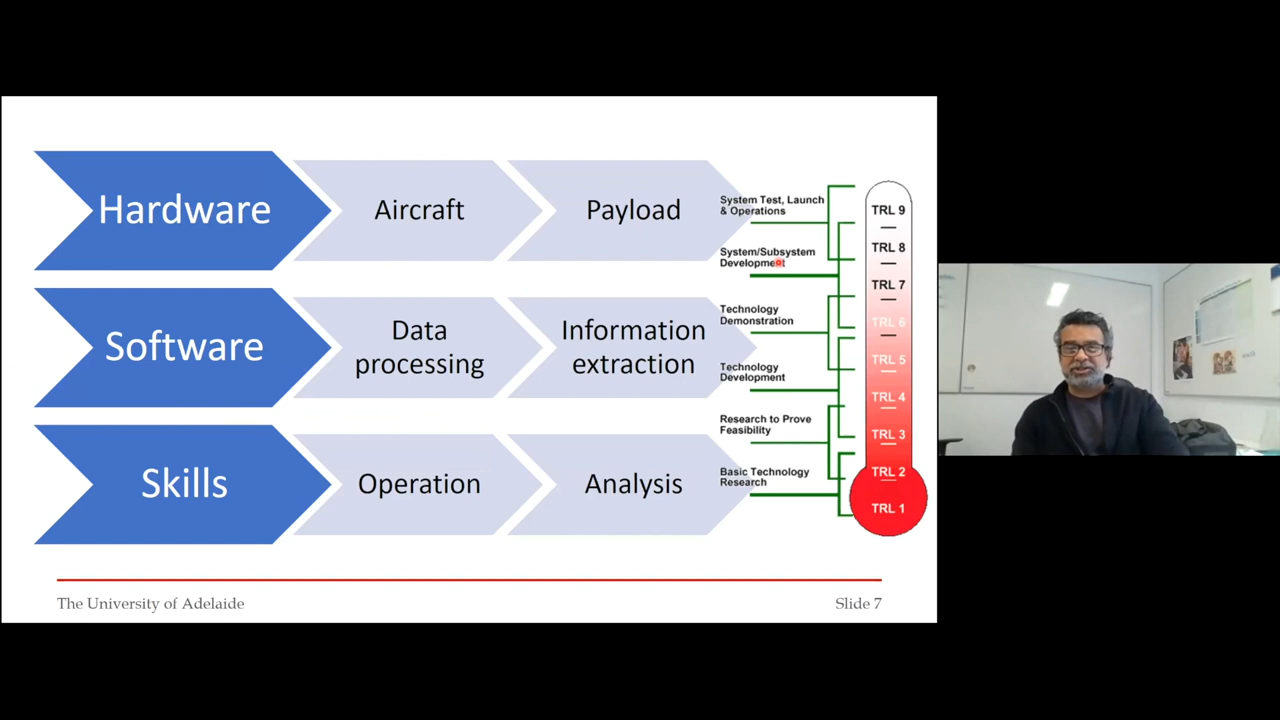 Hardware
Aircraft
Payload
Software
Data
processing
Information
extraction
Skills
Operation
Analysis
System Test, Launch
& Operations
System/Subsystem
Development
Technology
Demonstration
Technology
Development
Research to Prove
Feasibility
Basic Technology
Research
TRL 9
TRL 8
TRL 7
TRL 6
TRL 5
TRL 4
TRL 3
TRL 2
TRL 1
The University of Adelaide
Slide 7